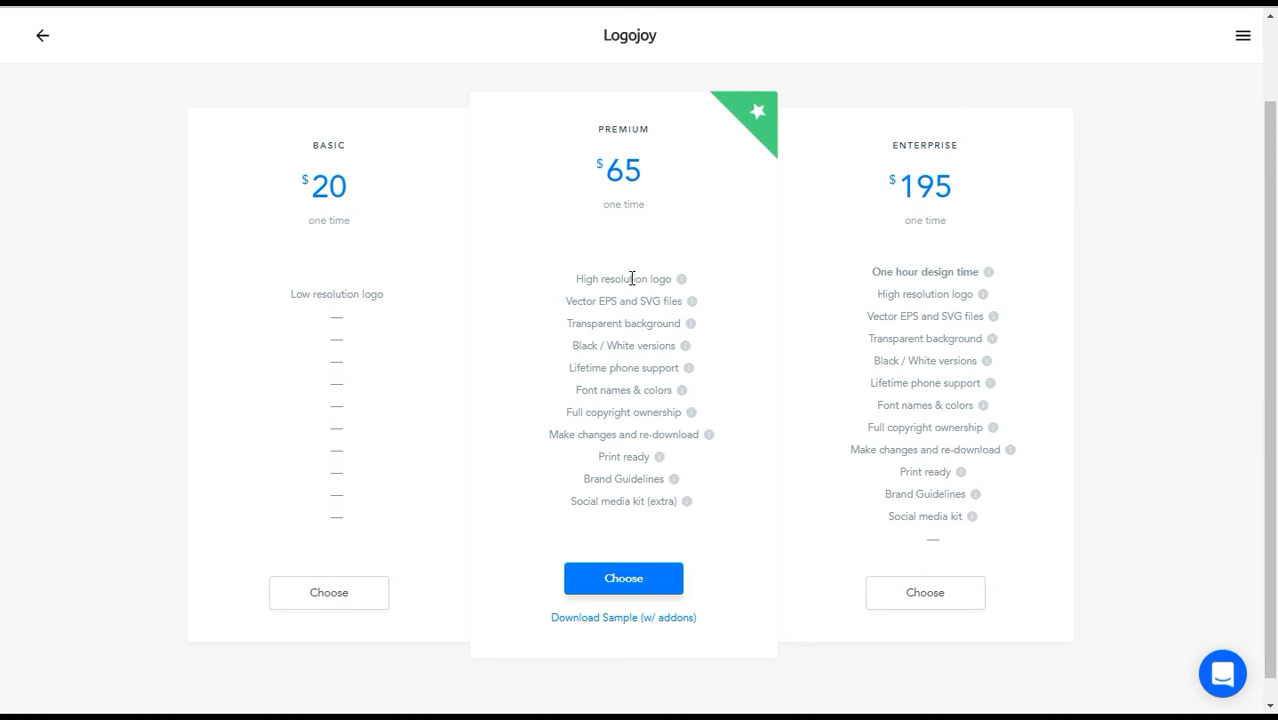 Logojoy
BASIC
$20
one time
Low resolution logo
—
—
—
—
—
—
—
—
—
—
Choose
PREMIUM
$65
one time
High resolution logo
Vector EPS and SVG files
Transparent background
Black / White versions
Lifetime phone support
Font names & colors
Full copyright ownership
Make changes and re-download
Print ready
Brand Guidelines
Social media kit (extra)
Choose
Download Sample (w/ addons)
ENTERPRISE
$195
one time
One hour design time
High resolution logo
Vector EPS and SVG files
Transparent background
Black / White versions
Lifetime phone support
Font names & colors
Full copyright ownership
Make changes and re-download
Print ready
Brand Guidelines
Social media kit
—
Choose